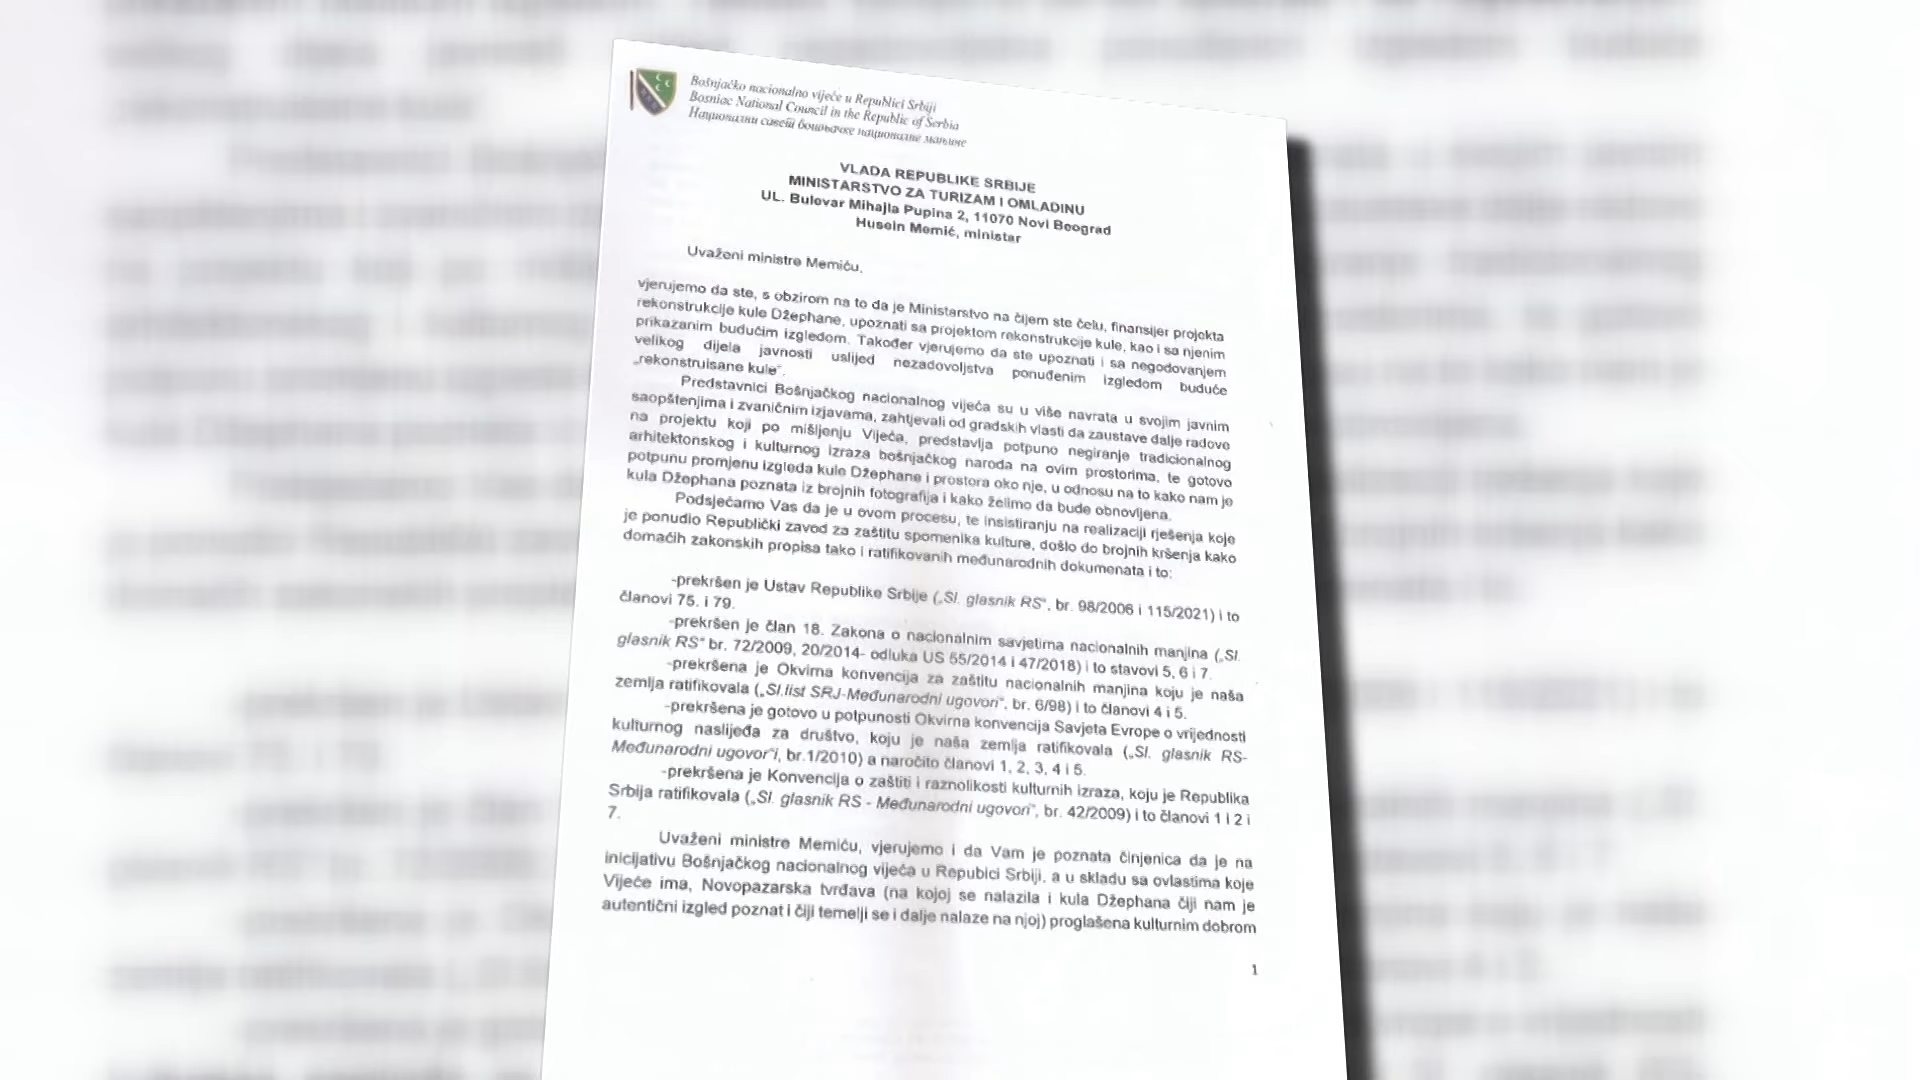 Bošnjačko nacionalno vijeće u Republici Srbiji
Bosniac National Council in the Republic of Serbia
Национални савет бошњачке националне мањине
VLADA REPUBLIKE SRBIJE
MINISTARSTVO ZA TURIZAM I OMLADINU
UL. Bulevar Mihajla Pupina 2, 11070 Novi Beograd
Husein Memić, ministar
Uvaženi ministre Memiću,
vjerujemo da ste, s obzirom na to da je Ministarstvo na čijem ste čelu, finansijer projekta
rekonstrukcije kule Džephane, upoznati sa projektom rekonstrukcije kule, kao i sa njenim
prikazanim budućim izgledom. Također vjerujemo da ste upoznati i sa negodovanjem
velikog dijela javnosti uslijed nezadovoljstva ponuđenim izgledom buduće
„rekonstruisane kule“.
Predstavnici Bošnjačkog nacionalnog vijeća su u više navrata u svojim javnim
saopštenjima i zvaničnim izjavama, zahtjevali od gradskih vlasti da zaustave dalje radove
na projektu koji po mišljenju Vijeća, predstavlja potpuno negiranje tradicionalnog
arhitektonskog i kulturnog izraza bošnjačkog naroda na ovim prostorima, te gotovo
potpunu promjenu izgleda kule Džephane i prostora oko nje, u odnosu na to kako nam je
kula Džephana poznata iz brojnih fotografija i kako želimo da bude obnovljena.
Podsjećamo Vas da je u ovom procesu, te insistiranju na realizaciji rješenja koje
je ponudio Republički zavod za zaštitu spomenika kulture, došlo do brojnih kršenja kako
domaćih zakonskih propisa tako i ratifikovanih međunarodnih dokumenata i to:
-prekršen je Ustav Republike Srbije („Sl. glasnik RS“, br. 98/2006 i 115/2021) i to
članovi 75. i 79.
-prekršen je član 18. Zakona o nacionalnim savjetima nacionalnih manjina („Sl.
glasnik RS“ br. 72/2009, 20/2014- odluka US 55/2014 i 47/2018) i to stavovi 5, 6 i 7.
-prekršena je Okvirna konvencija za zaštitu nacionalnih manjina koju je naša
zemlja ratifikovala („Sl.list SRJ-Međunarodni ugovori“, br. 6/98) i to članovi 4 i 5.
-prekršena je gotovo u potpunosti Okvirna konvencija Savjeta Evrope o vrijednosti
kulturnog naslijeđa za društvo, koju je naša zemlja ratifikovala („Sl. glasnik RS-
Međunarodni ugovor“i, br.1/2010) a naročito članovi 1, 2, 3, 4 i 5.
-prekršena je Konvencija o zaštiti i raznolikosti kulturnih izraza, koju je Republika
Srbija ratifikovala („Sl. glasnik RS - Međunarodni ugovori“, br. 42/2009) i to članovi 1 i 2 i
7.
Uvaženi ministre Memiću, vjerujemo i da Vam je poznata činjenica da je na
inicijativu Bošnjačkog nacionalnog vijeća u Repubici Srbiji, a u skladu sa ovlastima koje
Vijeće ima, Novopazarska tvrđava (na kojoj se nalazila i kula Džephana čiji nam je
autentični izgled poznat i čiji temelji se i dalje nalaze na njoj) proglašena kulturnim dobrom
1